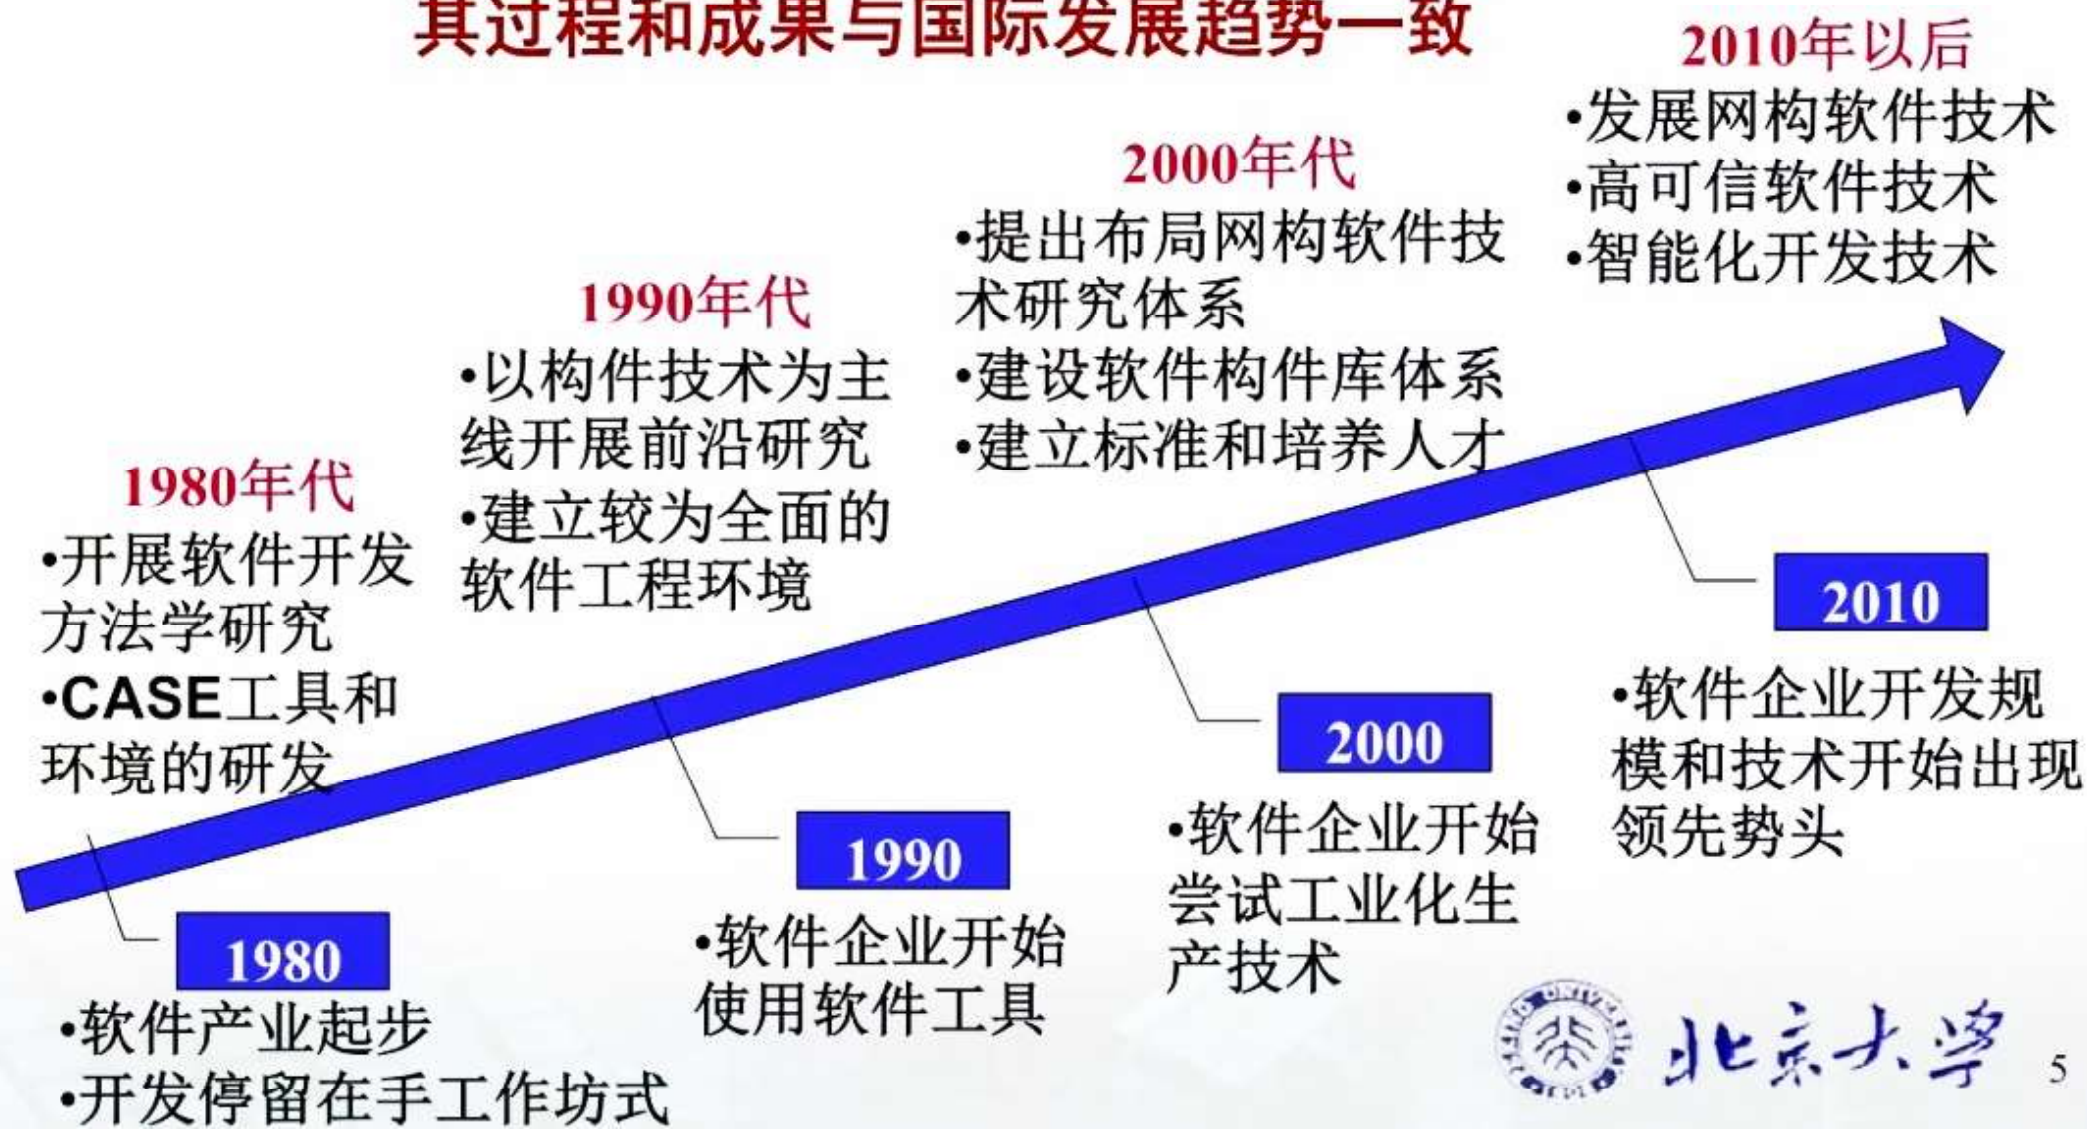 其过程和成果与国际发展趋势一致
2010年以后
•发展网构软件技术
•高可信软件技术
•智能化开发技术
2000年代
•提出布局网构软件技
术研究体系
•建设软件构件库体系
•建立标准和培养人才
1990年代
•以构件技术为主
线开展前沿研究
•建立较为全面的
软件工程环境
1980年代
•开展软件开发
方法学研究
•CASE工具和
环境的研发
1980
•软件产业起步
•开发停留在手工作坊式
1990
•软件企业开始
使用软件工具
2000
•软件企业开始
尝试工业化生
产技术
2010
•软件企业开发规
模和技术开始出现
领先势头
北京大学
5